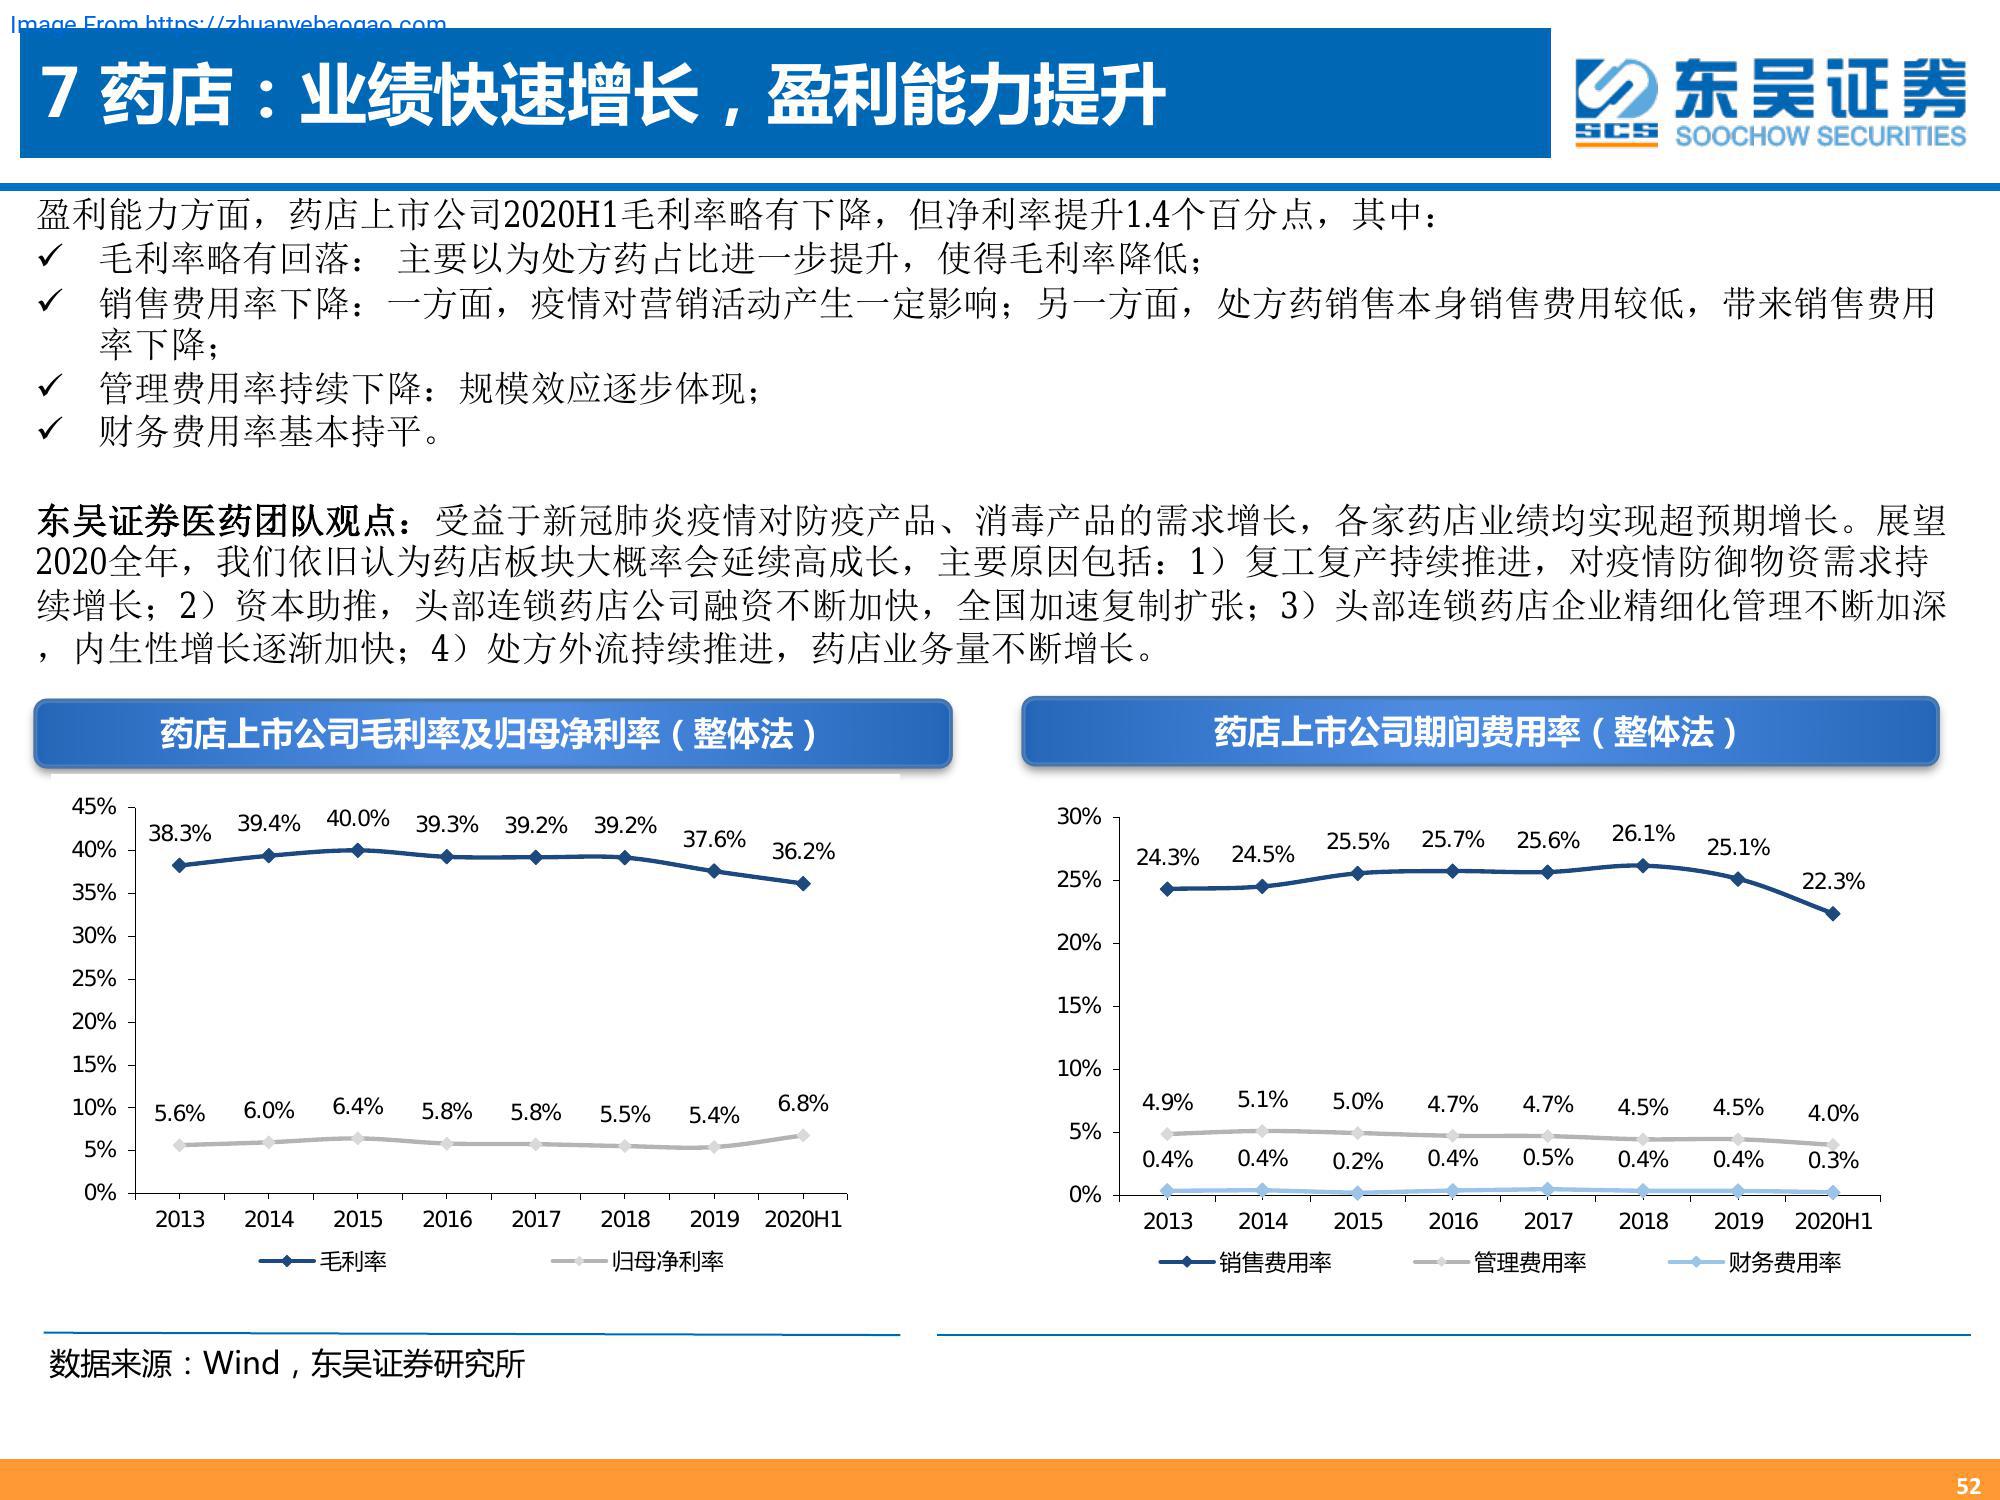 Image From https://zhuanyebaogao.com
7 药店：业绩快速增长，盈利能力提升
东吴证券
SCS
SOOCHOW SECURITIES
盈利能力方面，药店上市公司2020H1毛利率略有下降，但净利率提升1.4个百分点，其中：
✓ 毛利率略有回落： 主要以为处方药占比进一步提升，使得毛利率降低；
✓ 销售费用率下降：一方面，疫情对营销活动产生一定影响；另一方面，处方药销售本身销售费用较低，带来销售费用
率下降；
✓ 管理费用率持续下降：规模效应逐步体现；
✓ 财务费用率基本持平。
东吴证券医药团队观点：受益于新冠肺炎疫情对防疫产品、消毒产品的需求增长，各家药店业绩均实现超预期增长。展望
2020全年，我们依旧认为药店板块大概率会延续高成长，主要原因包括：1）复工复产持续推进，对疫情防御物资需求持
续增长；2）资本助推，头部连锁药店公司融资不断加快，全国加速复制扩张；3）头部连锁药店企业精细化管理不断加深
，内生性增长逐渐加快；4）处方外流持续推进，药店业务量不断增长。
药店上市公司毛利率及归母净利率（整体法）
45%
40%
35%
30%
25%
20%
15%
10%
5%
0%
38.3% 39.4% 40.0% 39.3% 39.2% 39.2% 37.6% 36.2%
5.6% 6.0% 6.4% 5.8% 5.8% 5.5% 5.4% 6.8%
2013 2014 2015 2016 2017 2018 2019 2020H1
毛利率 归母净利率
药店上市公司期间费用率（整体法）
30%
25%
20%
15%
10%
5%
0%
24.3% 24.5% 25.5% 25.7% 25.6% 26.1% 25.1% 22.3%
4.9% 5.1% 5.0% 4.7% 4.7% 4.5% 4.5% 4.0%
0.4% 0.4% 0.2% 0.4% 0.5% 0.4% 0.4% 0.3%
2013 2014 2015 2016 2017 2018 2019 2020H1
销售费用率 管理费用率 财务费用率
数据来源：Wind，东吴证券研究所
52